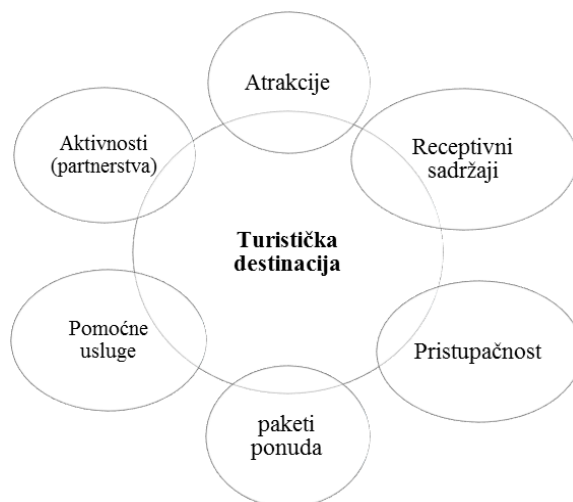 Atrakcije
Receptivni
sadržaji
Aktivnosti
(partnerstva)
Turistička
destinacija
Pomoćne
usluge
Pristupačnost
paketi
ponuda